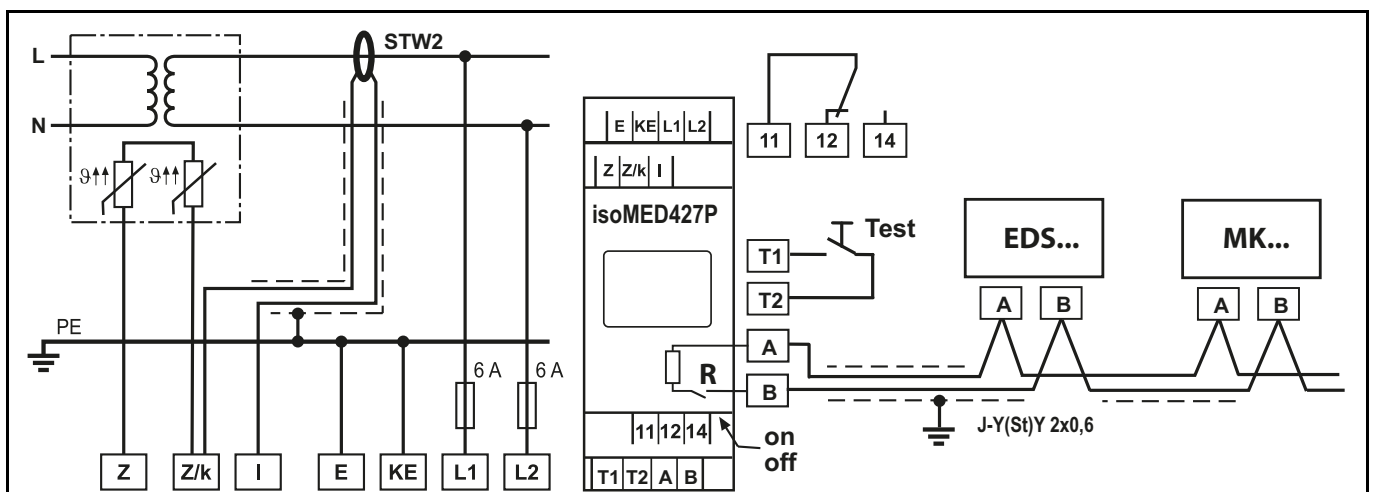 L
N
STW2
ϑ↑↑ ϑ↑↑
PE
6 A 6 A
Z Z/k I E KE L1 L2
E KE L1 L2
Z Z/k I
isoMED427P
R
11 12 14
T1 T2 A B
on
off
11 12 14
T1
T2
Test
A
B
EDS...
A B
MK...
A B
J-Y(St)Y 2x0,6